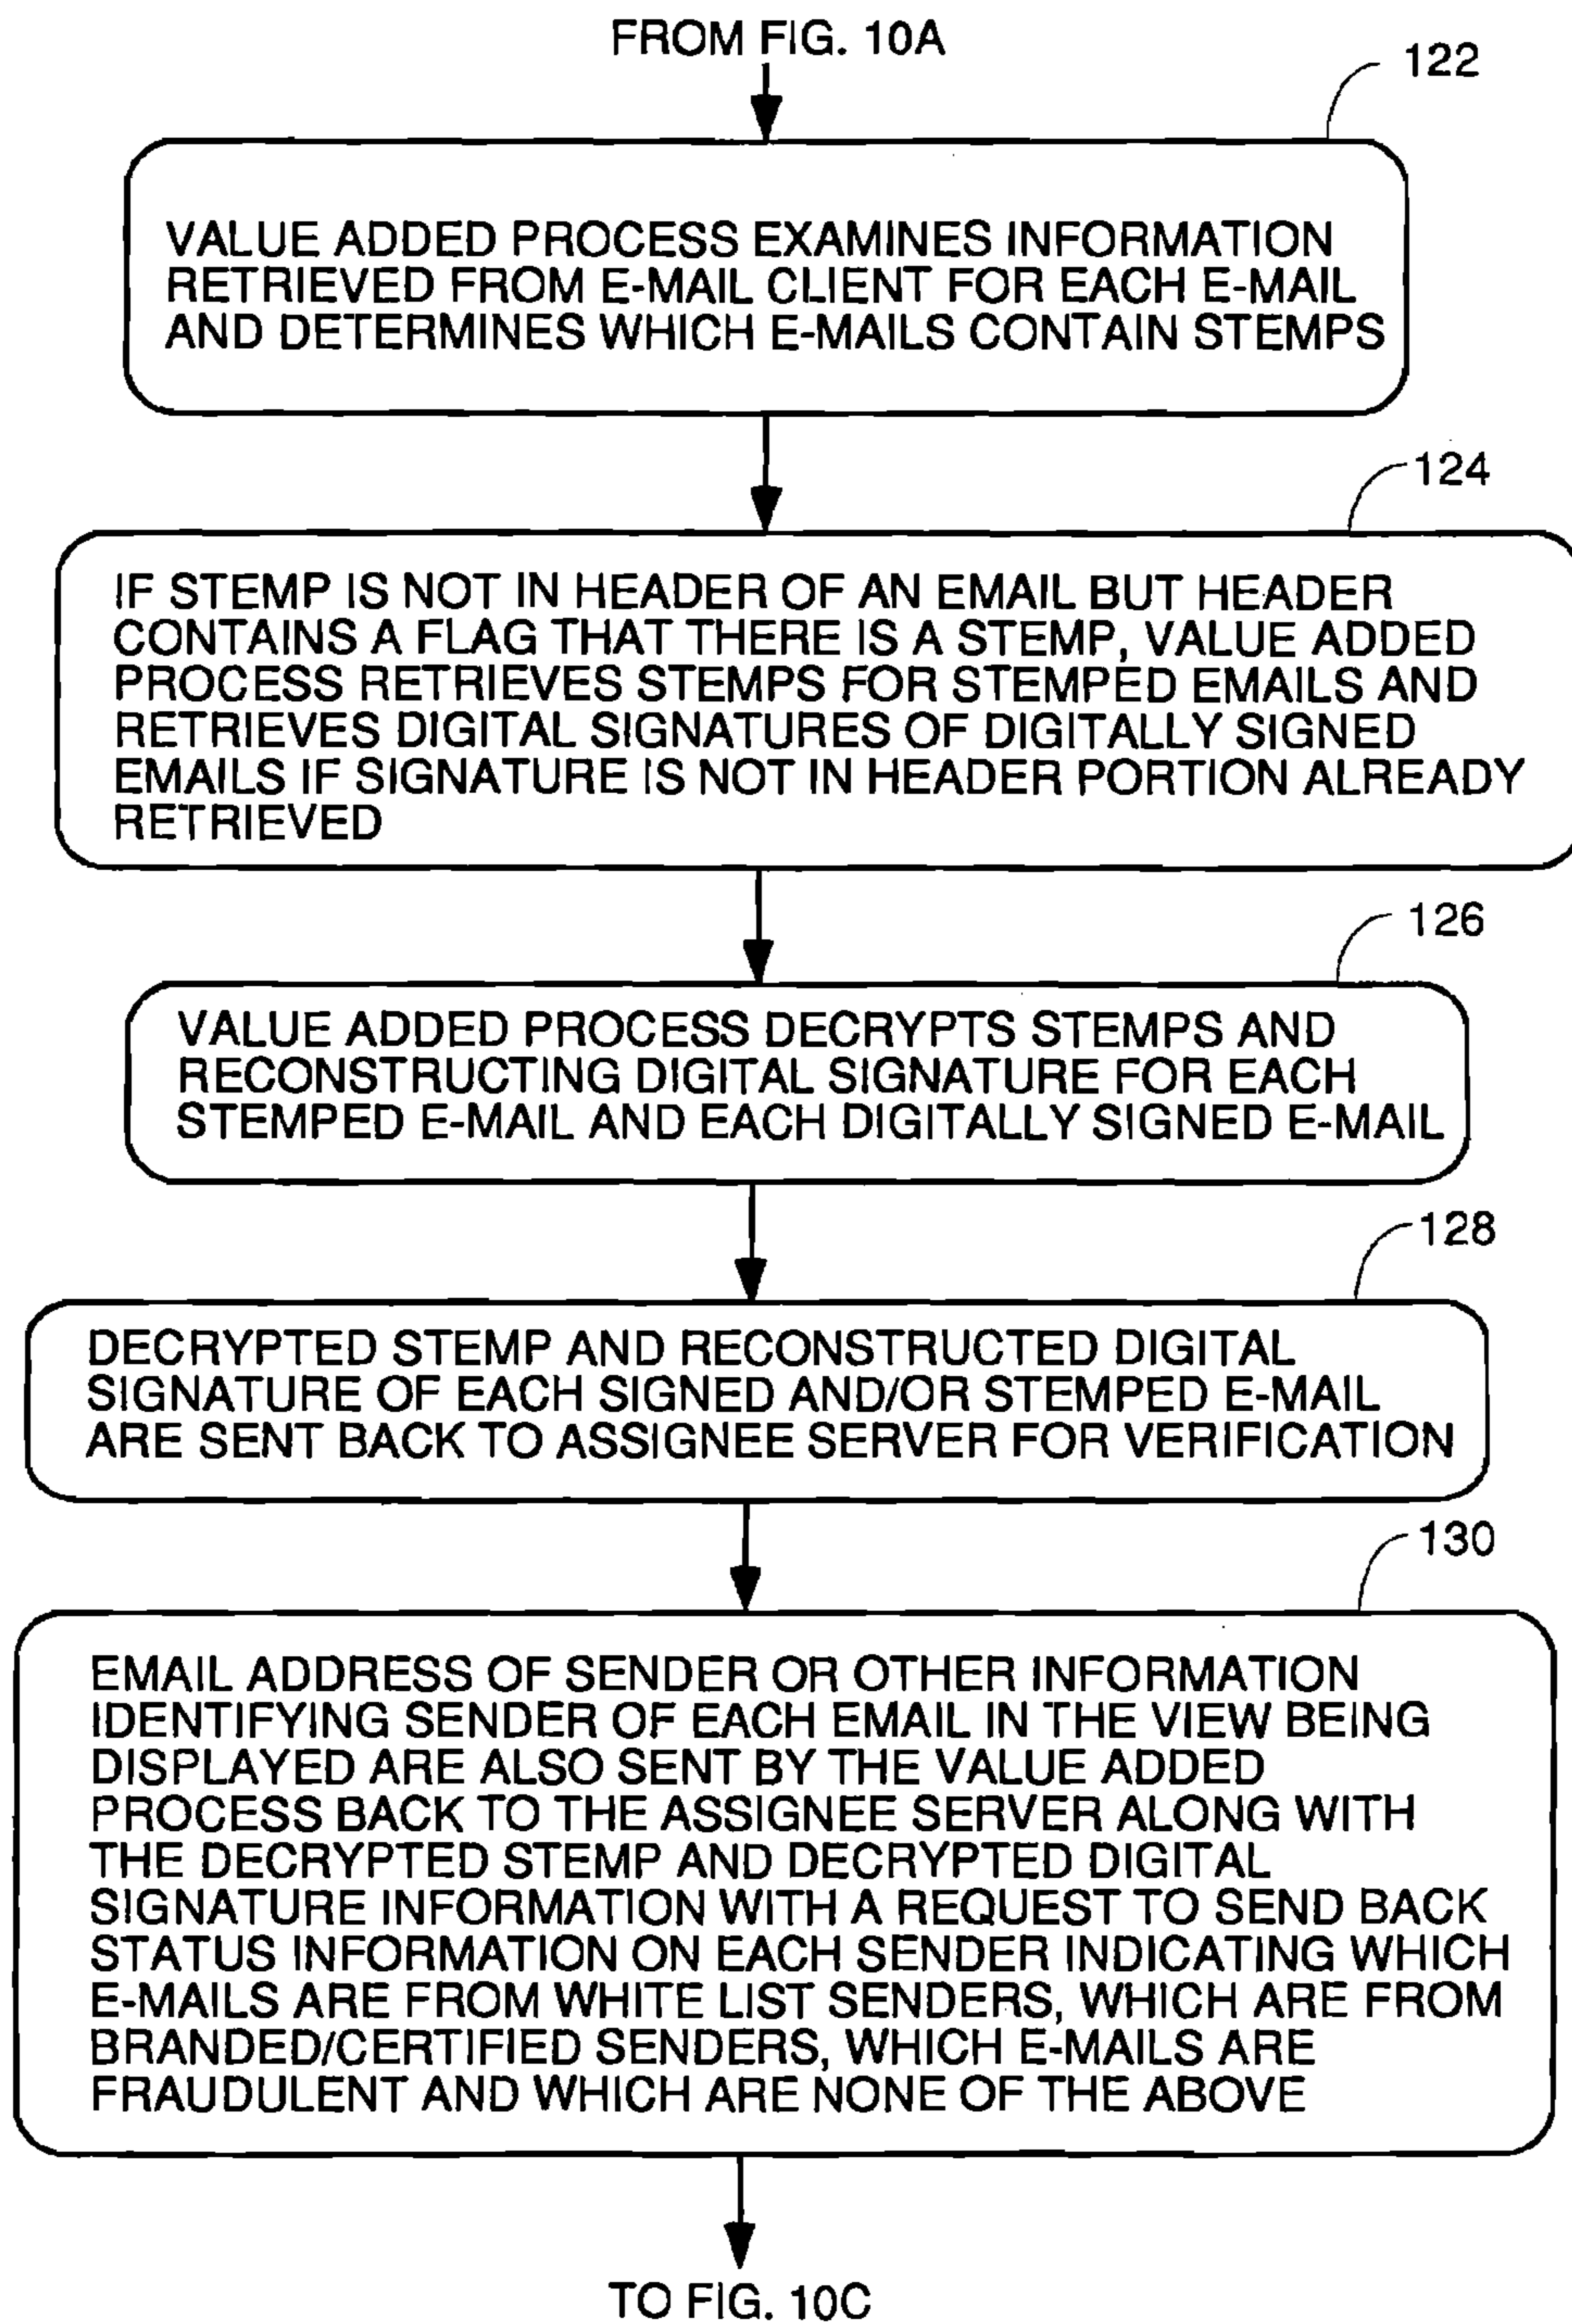 FROM FIG. 10A
122
VALUE ADDED PROCESS EXAMINES INFORMATION
RETRIEVED FROM E-MAIL CLIENT FOR EACH E-MAIL
AND DETERMINES WHICH E-MAILS CONTAIN STEMPS
124
IF STEMP IS NOT IN HEADER OF AN EMAIL BUT HEADER
CONTAINS A FLAG THAT THERE IS A STEMP, VALUE ADDED
PROCESS RETRIEVES STEMPS FOR STEMPED EMAILS AND
RETRIEVES DIGITAL SIGNATURES OF DIGITALLY SIGNED
EMAILS IF SIGNATURE IS NOT IN HEADER PORTION ALREADY
RETRIEVED
126
VALUE ADDED PROCESS DECRYPTS STEMPS AND
RECONSTRUCTING DIGITAL SIGNATURE FOR EACH
STEMPED E-MAIL AND EACH DIGITALLY SIGNED E-MAIL
128
DECRYPTED STEMP AND RECONSTRUCTED DIGITAL
SIGNATURE OF EACH SIGNED AND/OR STEMPED E-MAIL
ARE SENT BACK TO ASSIGNEE SERVER FOR VERIFICATION
130
EMAIL ADDRESS OF SENDER OR OTHER INFORMATION
IDENTIFYING SENDER OF EACH EMAIL IN THE VIEW BEING
DISPLAYED ARE ALSO SENT BY THE VALUE ADDED
PROCESS BACK TO THE ASSIGNEE SERVER ALONG WITH
THE DECRYPTED STEMP AND DECRYPTED DIGITAL
SIGNATURE INFORMATION WITH A REQUEST TO SEND BACK
STATUS INFORMATION ON EACH SENDER INDICATING WHICH
E-MAILS ARE FROM WHITE LIST SENDERS, WHICH ARE FROM
BRANDED/CERTIFIED SENDERS, WHICH E-MAILS ARE
FRAUDULENT AND WHICH ARE NONE OF THE ABOVE
TO FIG. 10C